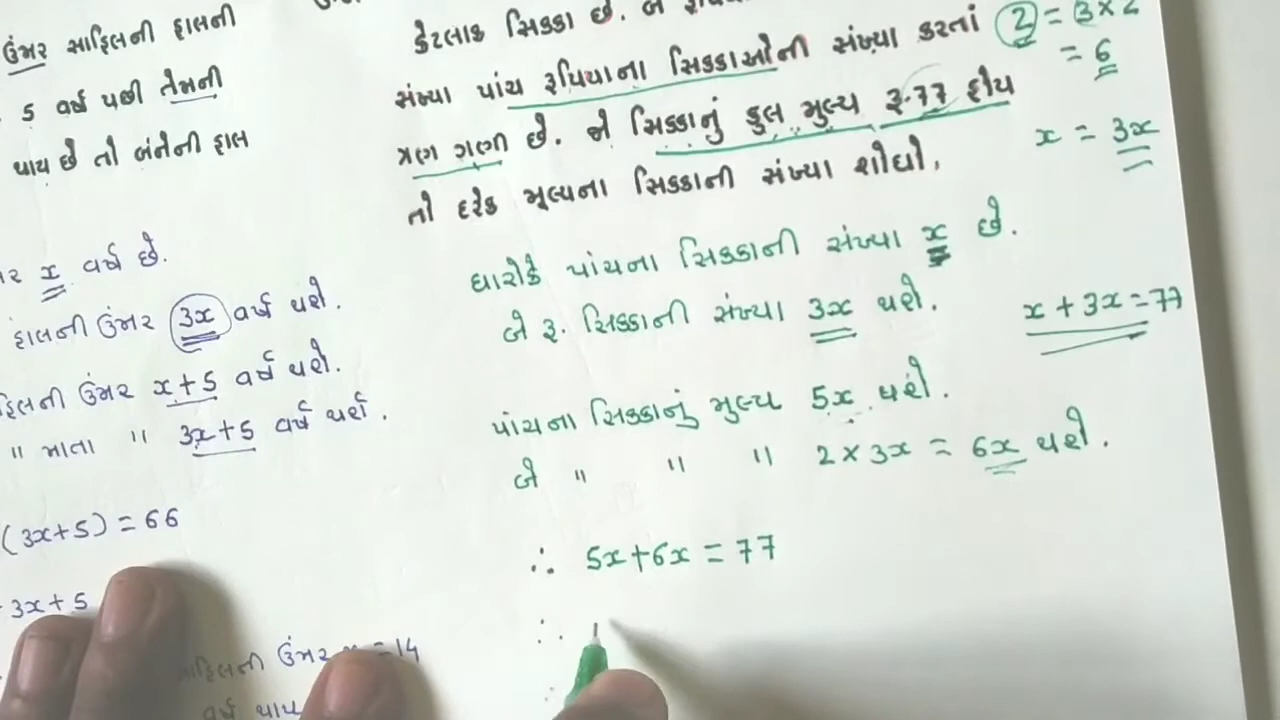 ઉંમર સાહિલની હાલની
5 વર્ષ પછી તેમની
થાય છે તો બંનેની હાલ
x વર્ષ છે.
હાલની ઉંમર 3x વર્ષ થશે.
ઉંમર x+5 વર્ષ થશે.
" માતા " 3x+5 વર્ષ થશે.
(3x+5) = 66
3x+5
ઉંમર = 14
વર્ષ થાય
કેટલાક સિક્કા છે. બે
સંખ્યા પાંચ રૂપિયાના સિક્કાઓની સંખ્યા કરતાં
ત્રણ ગણી છે. જો સિક્કાનું કુલ મુલ્ય રૂ.77 હોય
તો દરેક મૂલ્યના સિક્કાની સંખ્યા શોધો.
2 = 3×2
= 6
x = 3x
ધારોકે પાંચના સિક્કાની સંખ્યા x છે.
બે રૂ. સિક્કાની સંખ્યા 3x થશે.
x + 3x = 77
પાંચના સિક્કાનું મુલ્ય 5x થશે.
બે " " " 2 × 3x = 6x થશે.
∴ 5x+6x = 77
∴